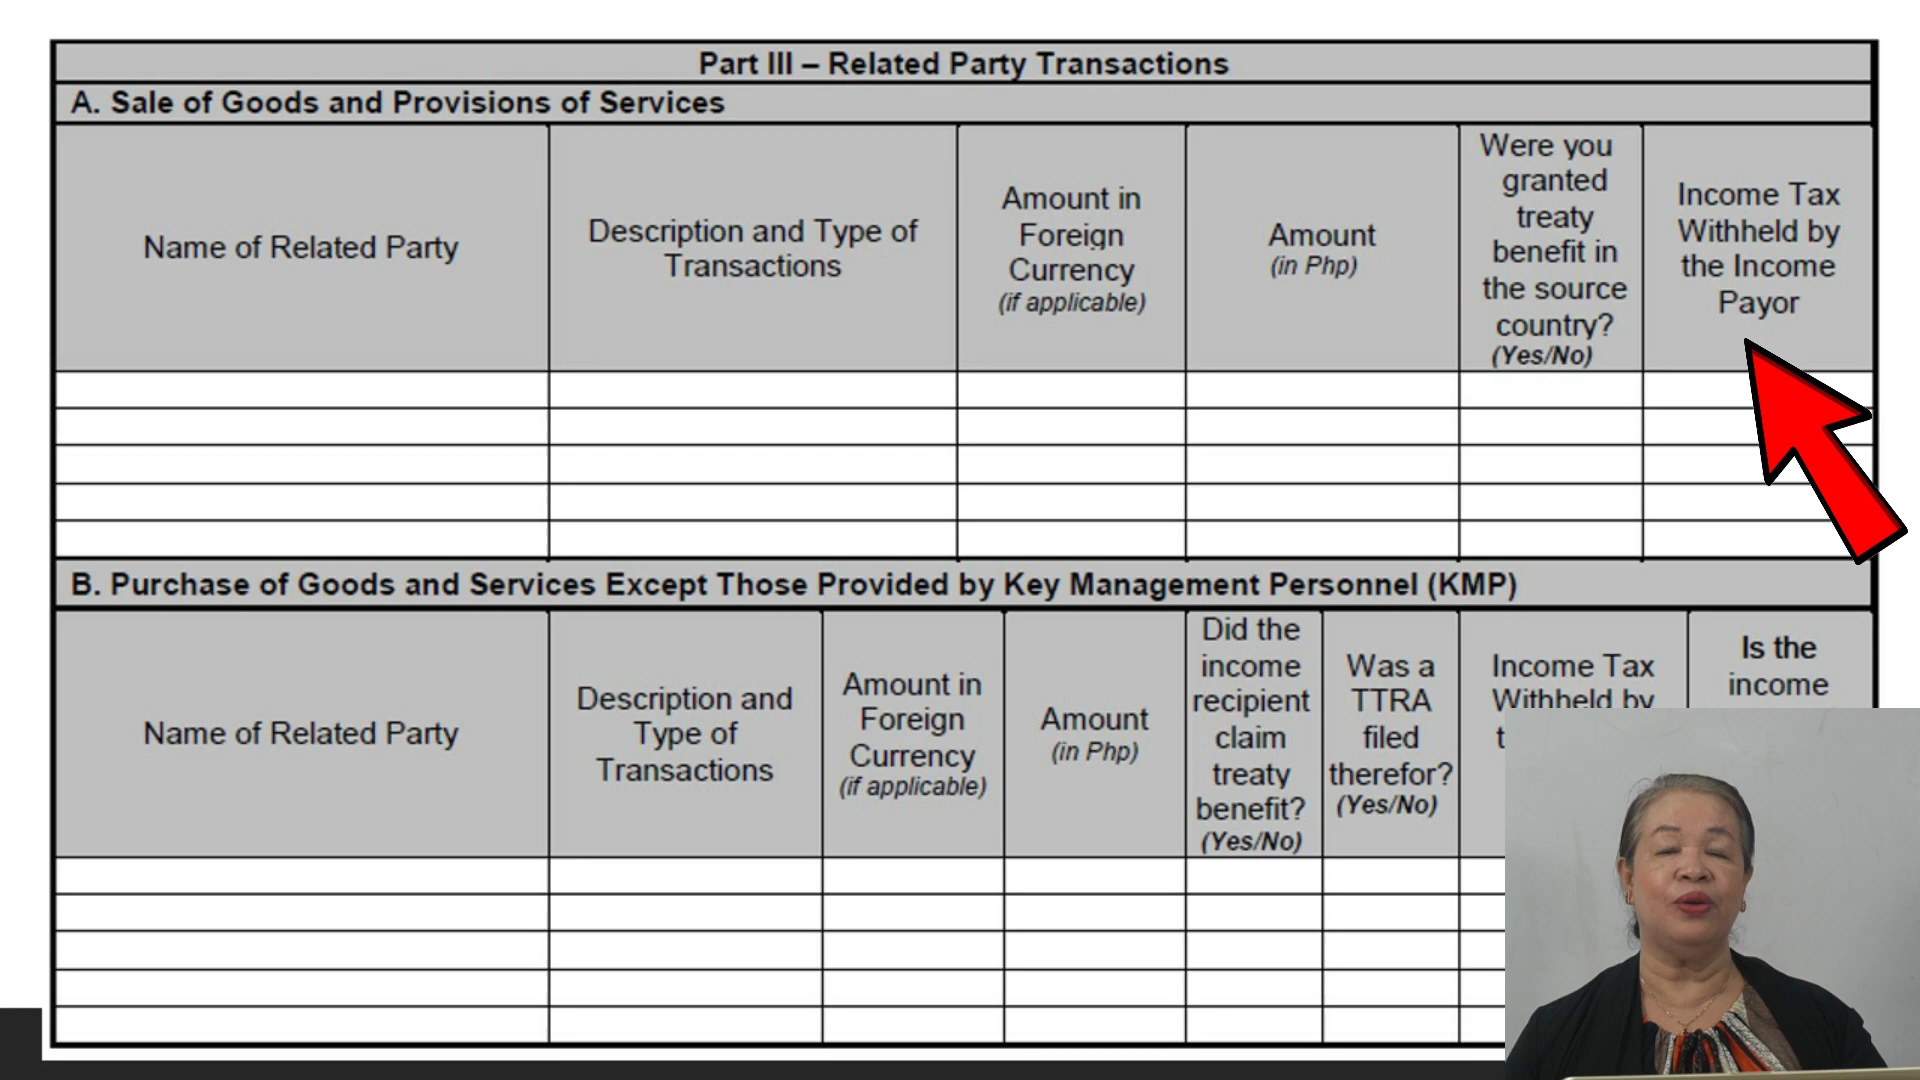 Part III – Related Party Transactions
A. Sale of Goods and Provisions of Services
Name of Related Party
Description and Type of
Transactions
Amount in
Foreign
Currency
(if applicable)
Amount
(in Php)
Were you
granted
treaty
benefit in
the source
country?
(Yes/No)
Income Tax
Withheld by
the Income
Payor
B. Purchase of Goods and Services Except Those Provided by Key Management Personnel (KMP)
Name of Related Party
Description and
Type of
Transactions
Amount in
Foreign
Currency
(if applicable)
Amount
(in Php)
Did the
income
recipient
claim
treaty
benefit?
(Yes/No)
Was a
TTRA
filed
therefor?
(Yes/No)
Income Tax
Withheld by
Is the
income